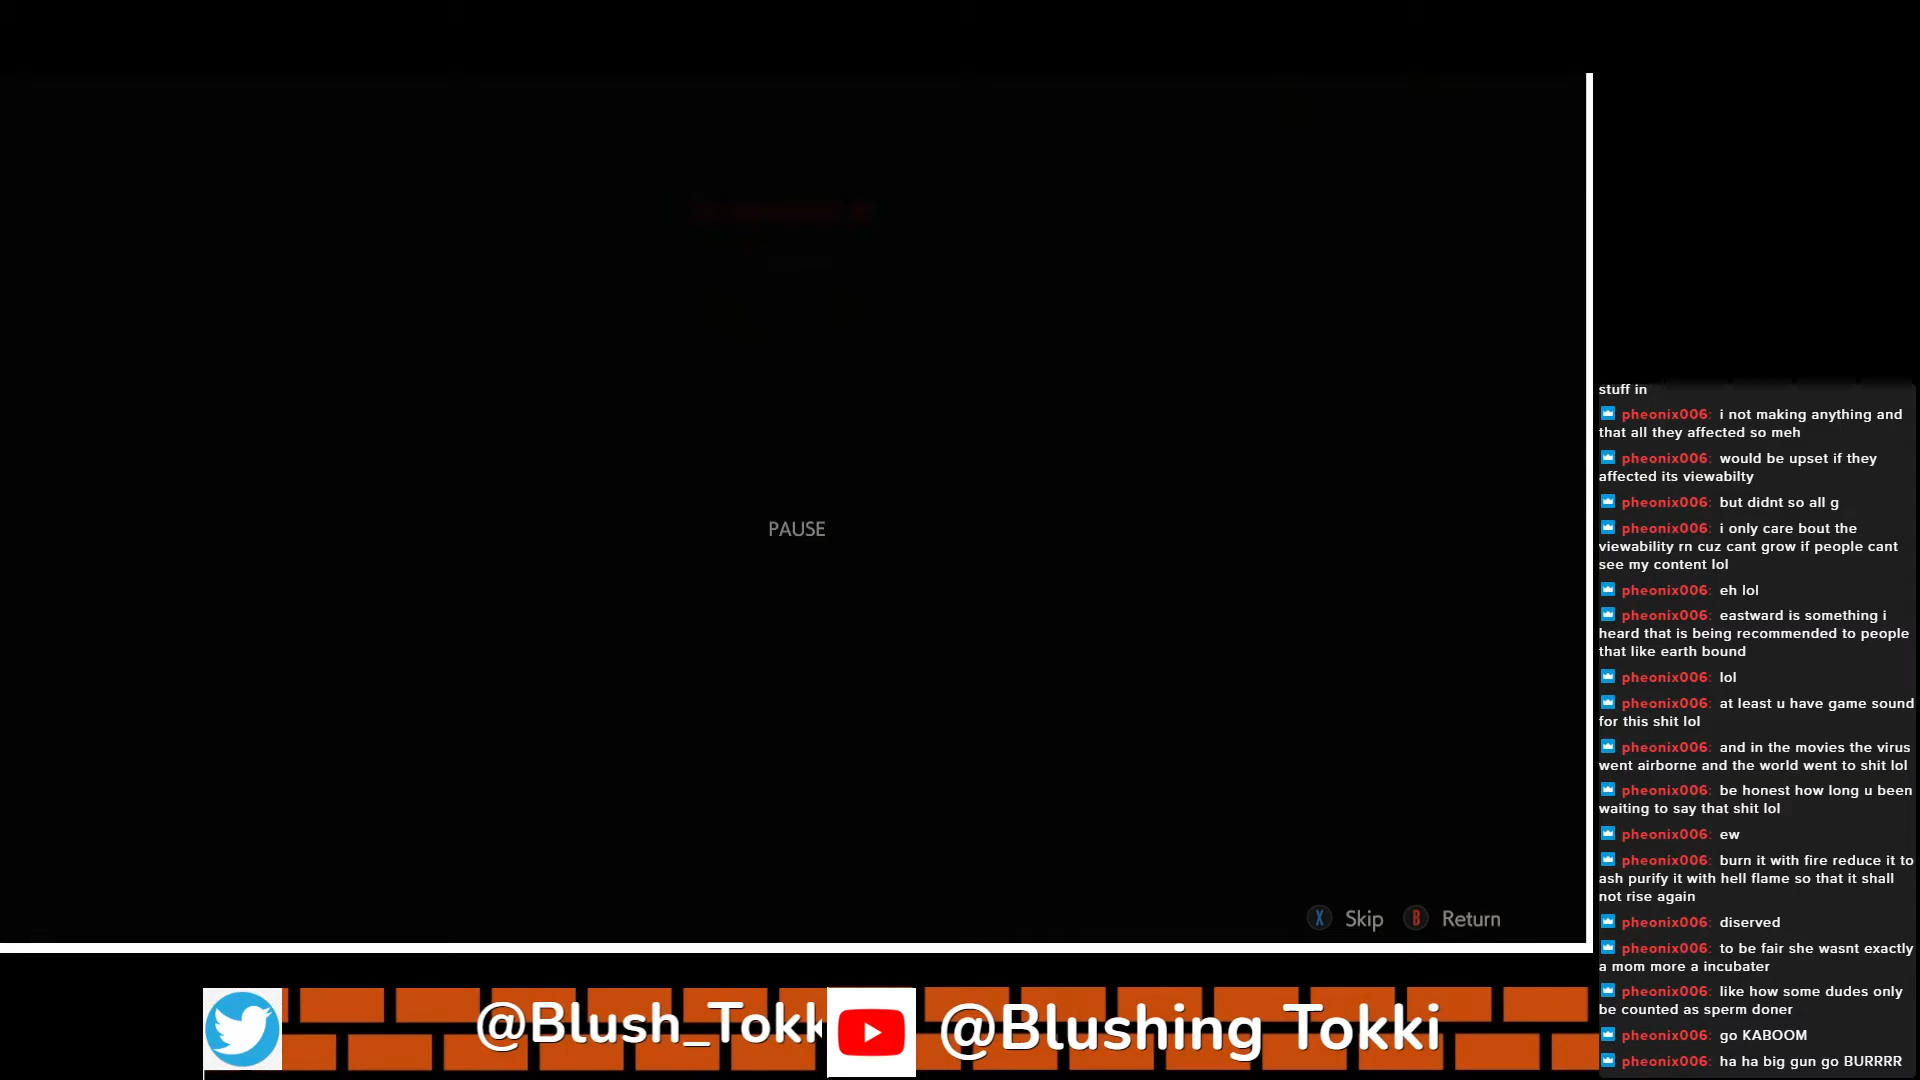 PAUSE
X Skip B Return
stuff in
pheonix006: i not making anything and
that all they affected so meh
pheonix006: would be upset if they
affected its viewabilty
pheonix006: but didnt so all g
pheonix006: i only care bout the
viewability rn cuz cant grow if people cant
see my content lol
pheonix006: eh lol
pheonix006: eastward is something i
heard that is being recommended to people
that like earth bound
pheonix006: lol
pheonix006: at least u have game sound
for this shit lol
pheonix006: and in the movies the virus
went airborne and the world went to shit lol
pheonix006: be honest how long u been
waiting to say that shit lol
pheonix006: ew
pheonix006: burn it with fire reduce it to
ash purify it with hell flame so that it shall
not rise again
pheonix006: diserved
pheonix006: to be fair she wasnt exactly
a mom more a incubater
pheonix006: like how some dudes only
be counted as sperm doner
pheonix006: go KABOOM
pheonix006: ha ha big gun go BURRRR
@Blush_Tokk
@Blushing Tokki